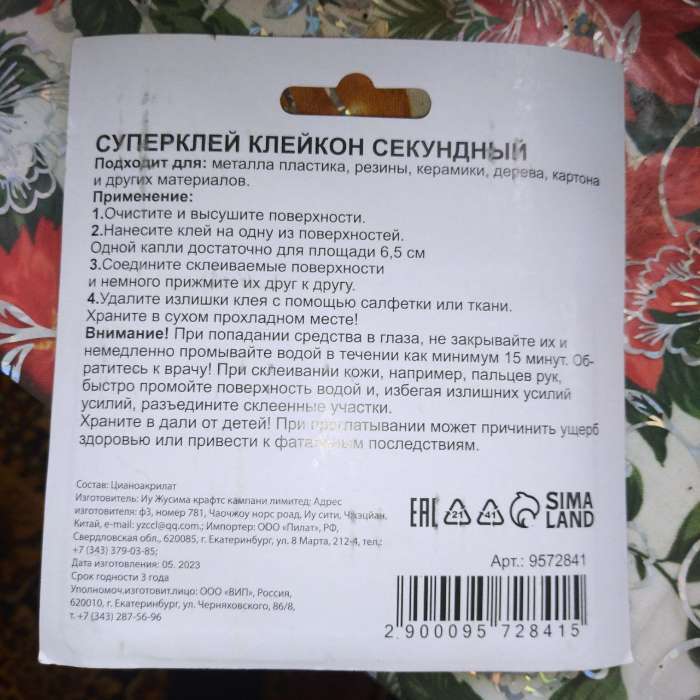 СУПЕРКЛЕЙ КЛЕЙКОН СЕКУНДНЫЙ
Подходит для: металла пластика, резины, керамики, дерева, картона
и других материалов.
Применение:
1.Очистите и высушите поверхности.
2.Нанесите клей на одну из поверхностей.
Одной капли достаточно для площади 6,5 см
3.Соедините склеиваемые поверхности
и немного прижмите их друг к другу.
4.Удалите излишки клея с помощью салфетки или ткани.
Храните в сухом прохладном месте!
Внимание! При попадании средства в глаза, не закрывайте их и
немедленно промывайте водой в течении как минимум 15 минут. Об-
ратитесь к врачу! При склеивании кожи, например, пальцев рук,
быстро промойте поверхность водой и, избегая излишних усилий
усилий, разъедините склеенные участки.
Храните в дали от детей! При проглатывании может причинить ущерб
здоровью или привести к фатальным последствиям.
Состав: Цианоакрилат
Изготовитель: Иу Жусима крафтс кампани лимитед; Адрес
изготовителя: ф3, номер 781, Чаочжоу норс роад, Иу сити, Чжэцзян,
Китай, e-mail: yzccl@qq.com.; Импортер: ООО «Пилат», РФ,
Свердловская обл., 620085, г. Екатеринбург, ул. 8 Марта, 212-4, тел.:
+7 (343) 379-03-85;
Дата изготовления: 05. 2023
Срок годности 3 года
Уполномоч.изготовит.лицо: ООО «ВИП», Россия,
620010, г. Екатеринбург, ул. Черняховского, 86/8,
т. +7 (343) 287-56-96
EAC 21 41 SIMA
LAND
Арт.: 9572841
2 900095 728415